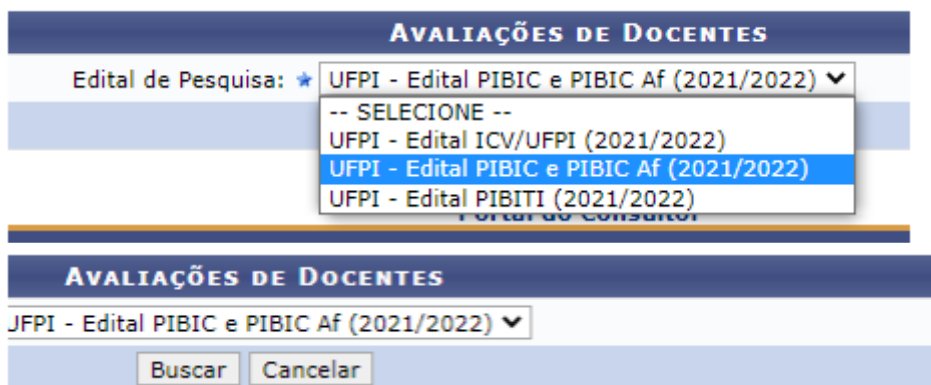 AVALIAÇÕES DE DOCENTES
Edital de Pesquisa: UFPI - Edital PIBIC e PIBIC Af (2021/2022)
-- SELECIONE --
UFPI - Edital ICV/UFPI (2021/2022)
UFPI - Edital PIBIC e PIBIC Af (2021/2022)
UFPI - Edital PIBITI (2021/2022)
Portal do Consultor
AVALIAÇÕES DE DOCENTES
UFPI - Edital PIBIC e PIBIC Af (2021/2022)
Buscar Cancelar